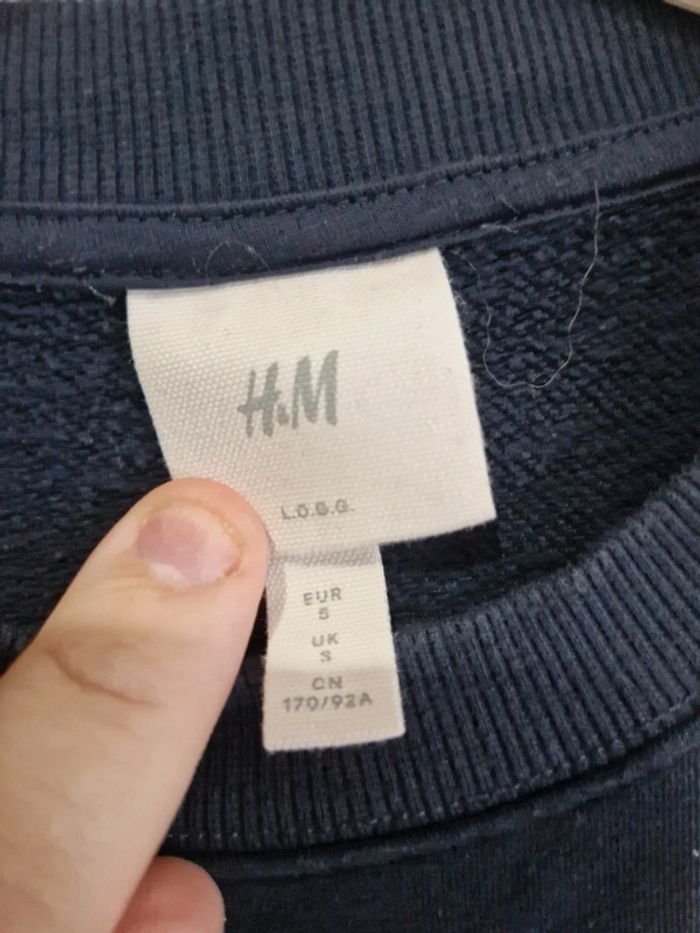 H&M
L.O.G.G.
EUR
S
UK
S
CN
170/92A